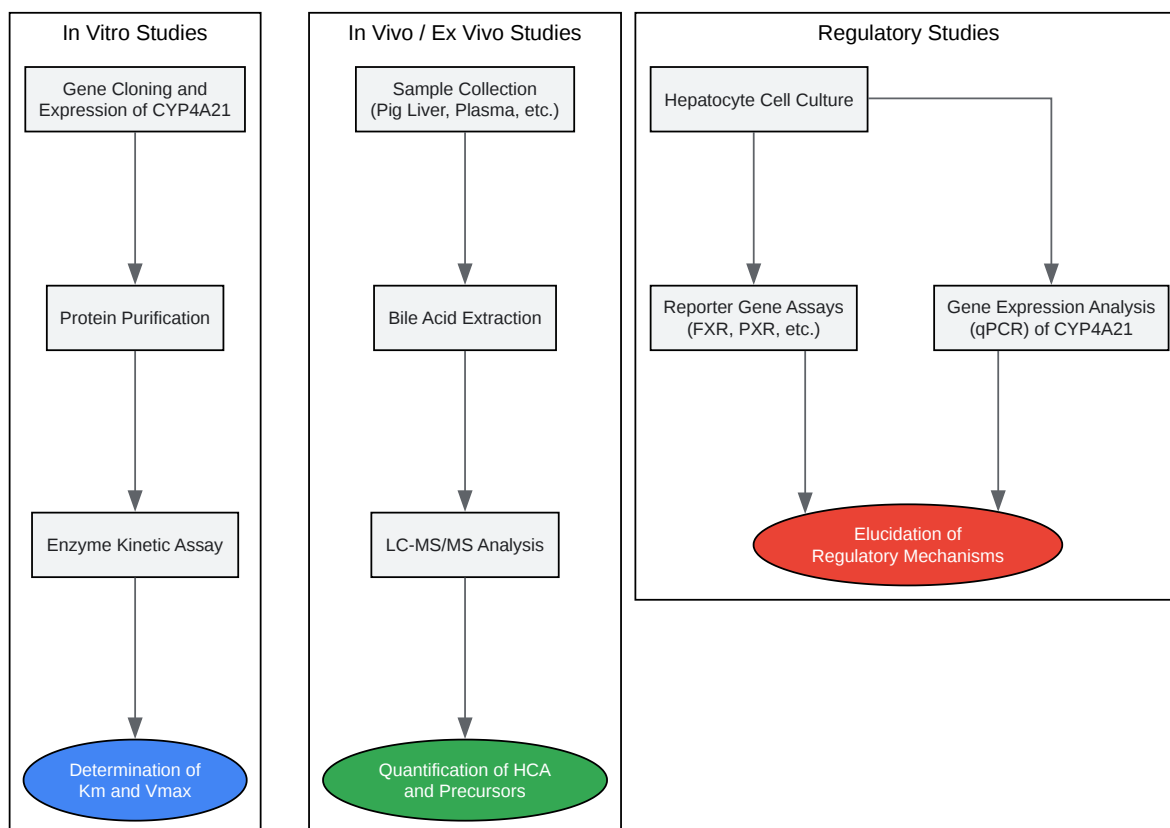 In Vitro Studies
Gene Cloning and
Expression of CYP4A21
Protein Purification
Enzyme Kinetic Assay
Determination of
Km and Vmax
In Vivo / Ex Vivo Studies
Sample Collection
(Pig Liver, Plasma, etc.)
Bile Acid Extraction
LC-MS/MS Analysis
Quantification of HCA
and Precursors
Regulatory Studies
Hepatocyte Cell Culture
Reporter Gene Assays
(FXR, PXR, etc.)
Gene Expression Analysis
(qPCR) of CYP4A21
Elucidation of
Regulatory Mechanisms